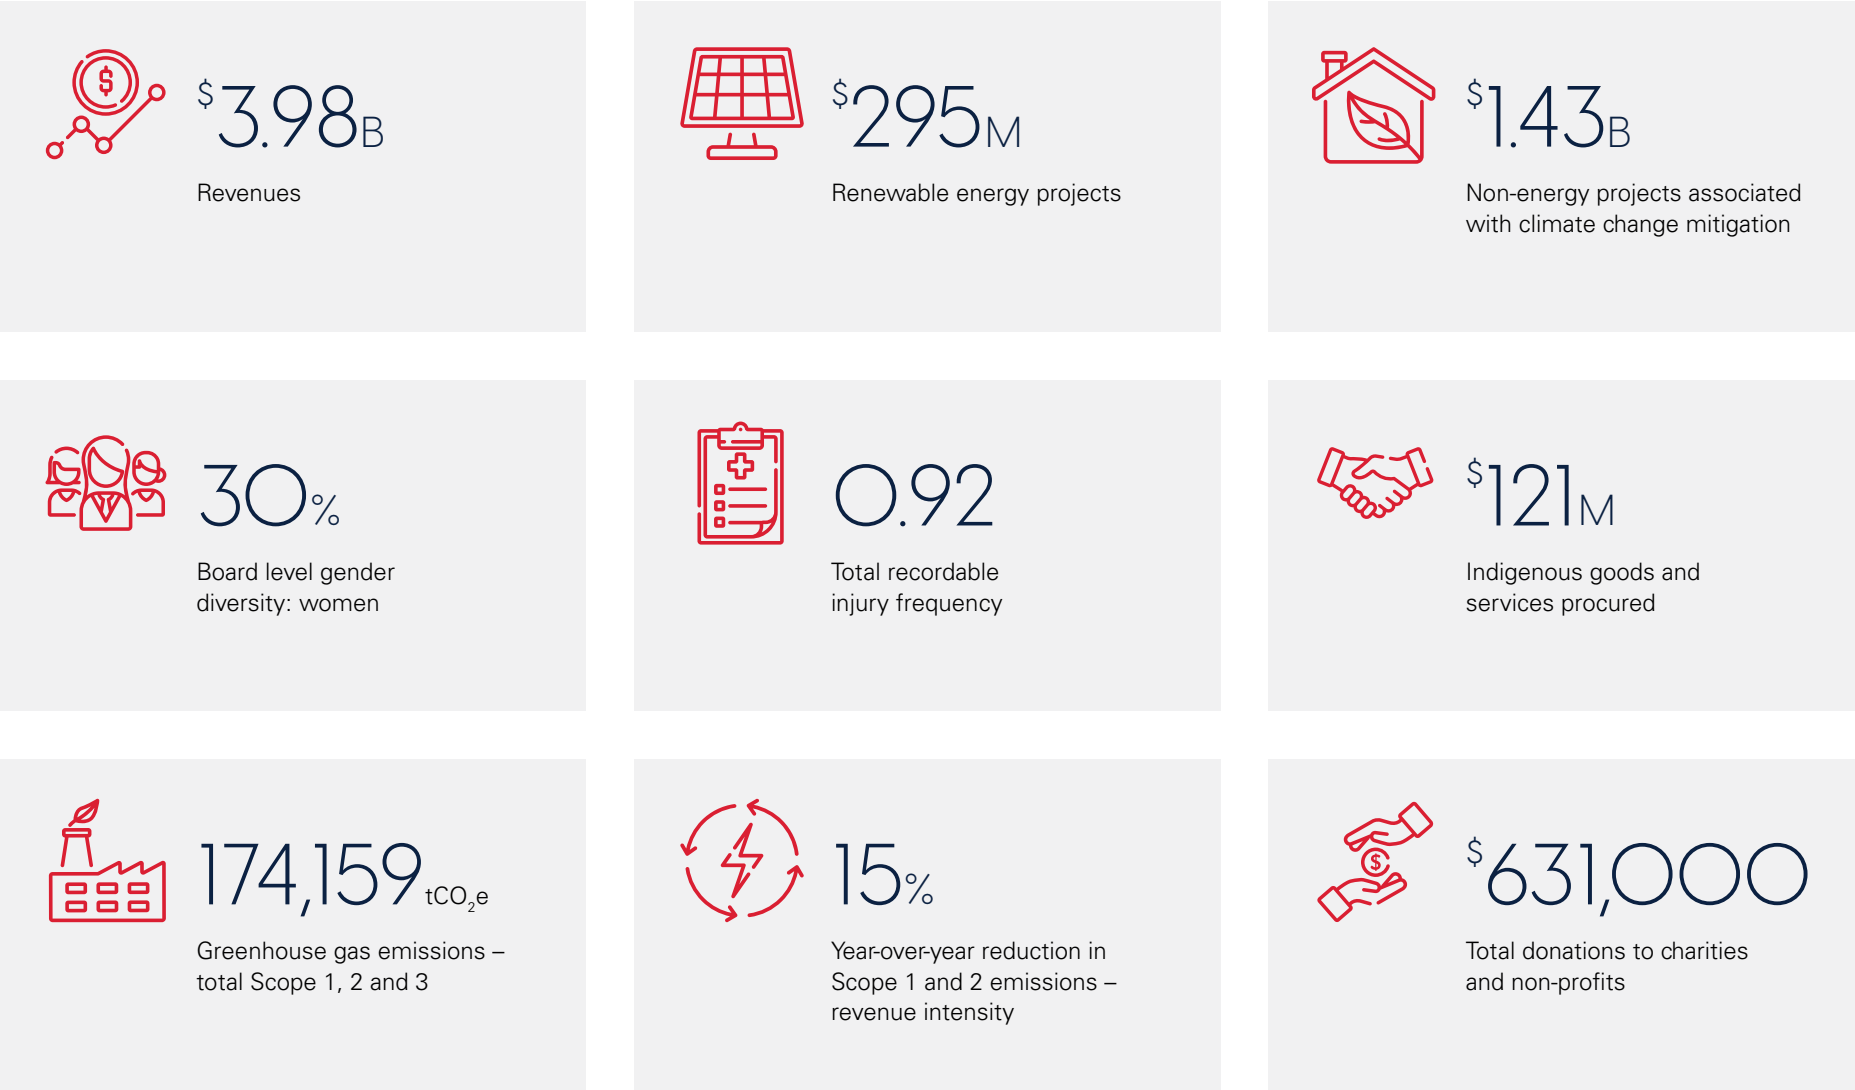 $3.98B
Revenues
$295M
Renewable energy projects
$1.43B
Non-energy projects associated
with climate change mitigation
30%
Board level gender
diversity: women
0.92
Total recordable
injury frequency
$121M
Indigenous goods and
services procured
174,159 tCO₂e
Greenhouse gas emissions –
total Scope 1, 2 and 3
15%
Year-over-year reduction in
Scope 1 and 2 emissions –
revenue intensity
$631,000
Total donations to charities
and non-profits